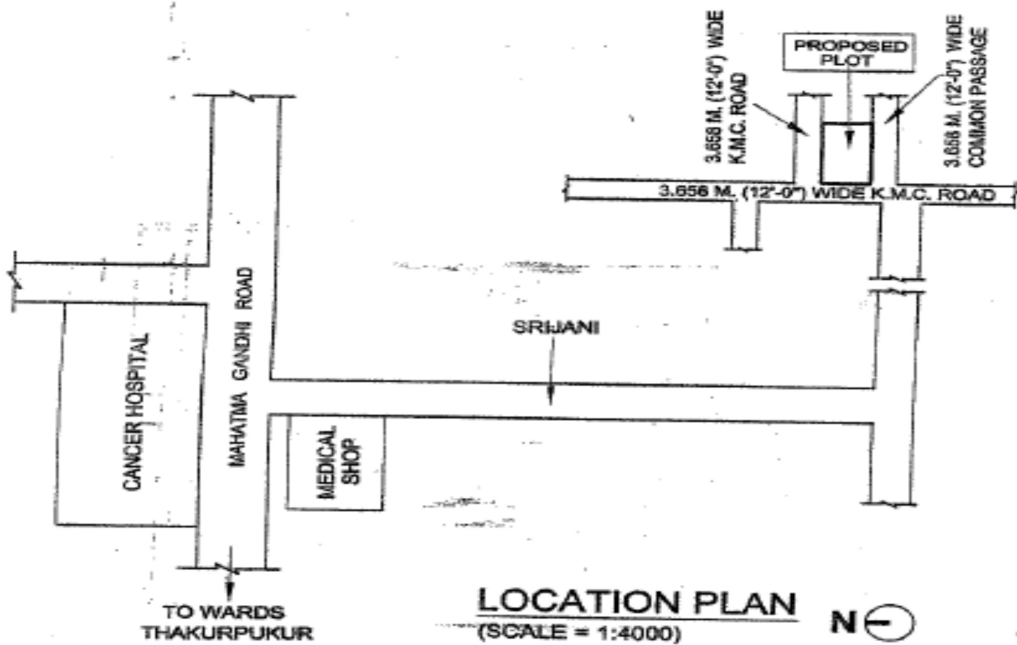 PROPOSED
PLOT
3.658 M. (12'-0") WIDE
K.M.C. ROAD
3.658 M. (12'-0") WIDE
COMMON PASSAGE
3.656 M. (12'-0") WIDE K.M.C. ROAD
CANCER HOSPITAL
MAHATMA GANDHI ROAD
SRIJANI
MEDICAL
SHOP
TO WARDS
THAKURPUKUR
LOCATION PLAN
(SCALE = 1:4000)
N